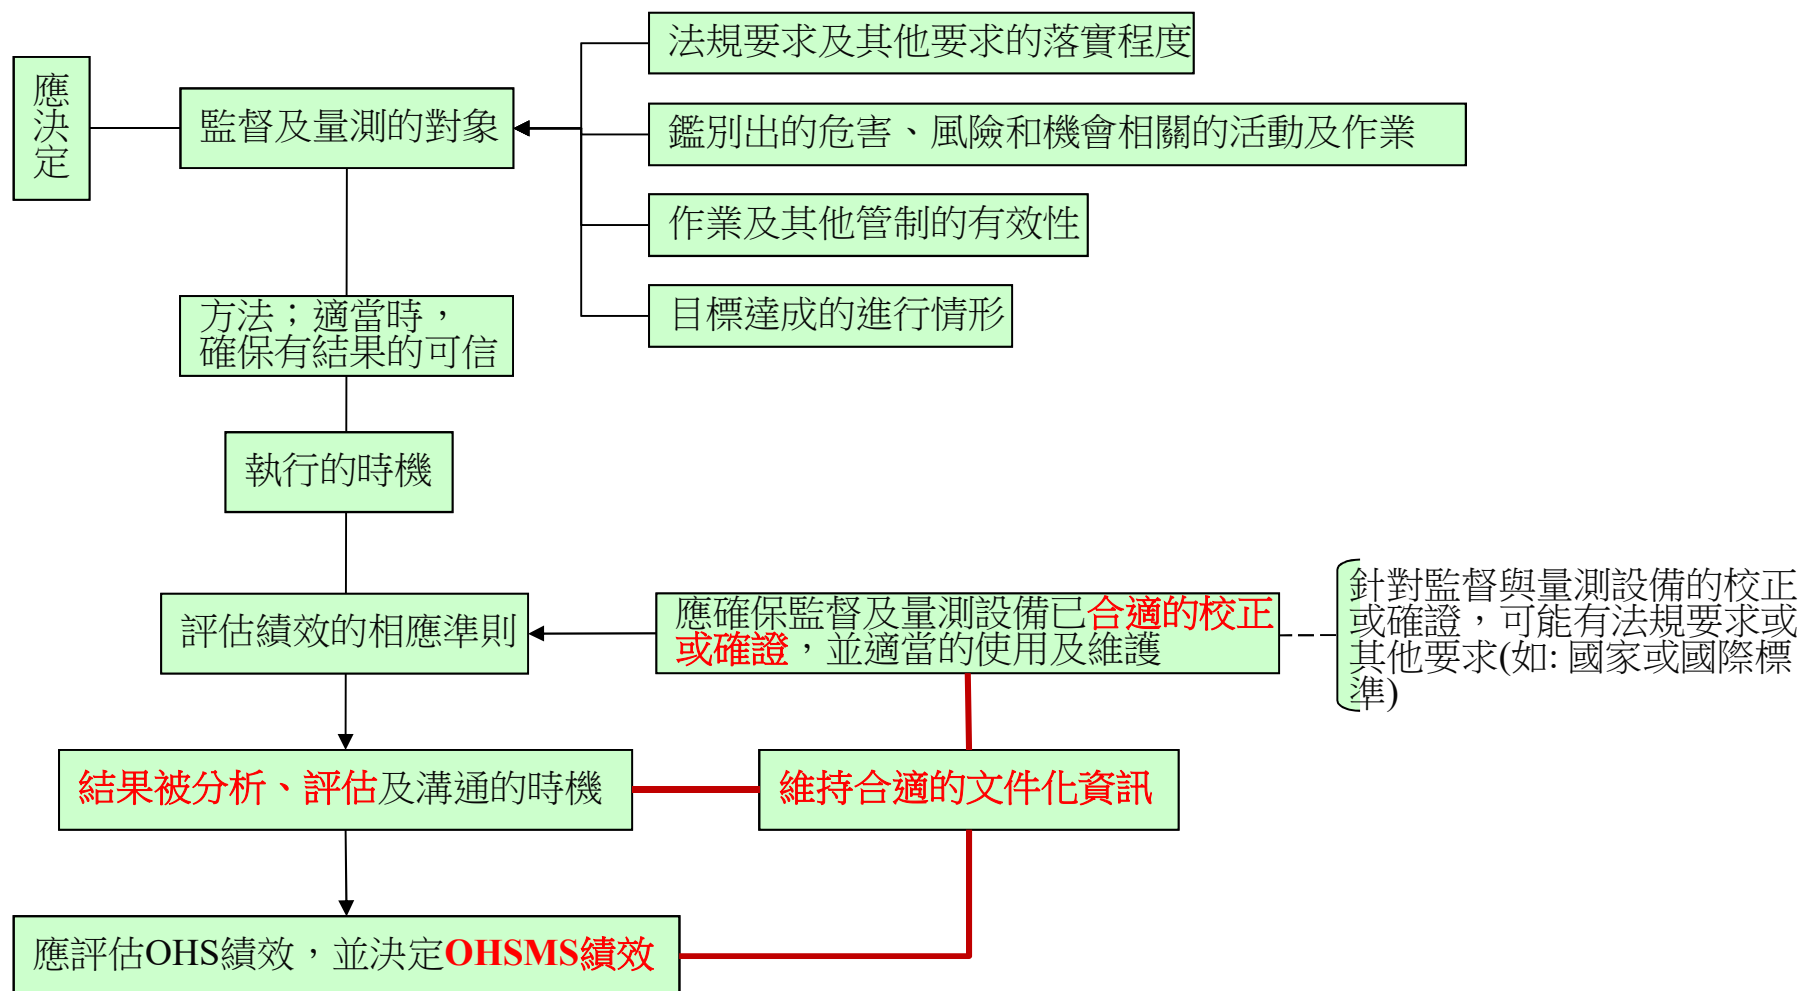 應決定
監督及量測的對象
法規要求及其他要求的落實程度
鑑別出的危害、風險和機會相關的活動及作業
作業及其他管制的有效性
目標達成的進行情形
方法；適當時，
確保有結果的可信
執行的時機
評估績效的相應準則
應確保監督及量測設備已合適的校正
或確證，並適當的使用及維護
針對監督與量測設備的校正
或確證，可能有法規要求或
其他要求(如: 國家或國際標
準)
結果被分析、評估及溝通的時機
維持合適的文件化資訊
應評估OHS績效，並決定OHSMS績效